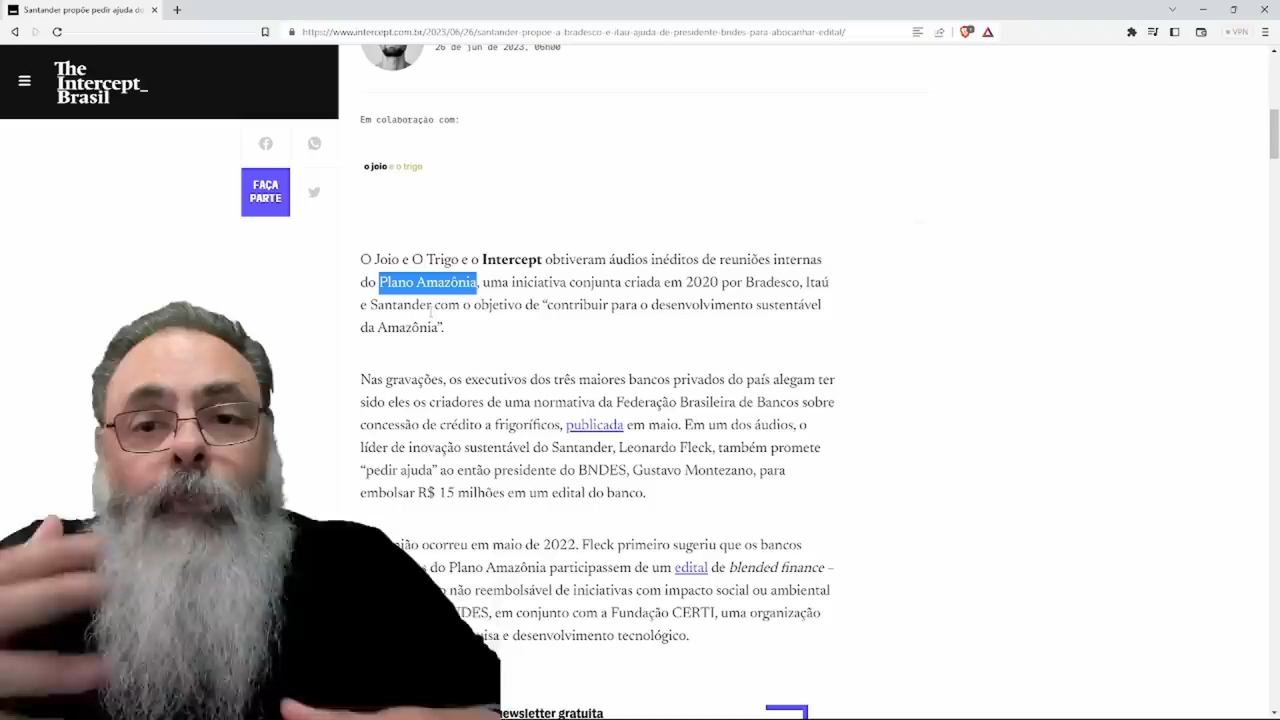 Santander propõe pedir ajuda do
https://www.intercept.com.br/2023/06/26/santander-propoe-a-bradesco-e-itau-ajuda-de-presidente-bndes-para-abocanhar-edital/
VPN
26 de jun de 2023, 06h00
The
Intercept_
Brasil
Em colaboração com:
o joio e o trigo
FAÇA
PARTE
O Joio e O Trigo e o Intercept obtiveram áudios inéditos de reuniões internas
do Plano Amazônia, uma iniciativa conjunta criada em 2020 por Bradesco, Itaú
e Santander com o objetivo de “contribuir para o desenvolvimento sustentável
da Amazônia”.
Nas gravações, os executivos dos três maiores bancos privados do país alegam ter
sido eles os criadores de uma normativa da Federação Brasileira de Bancos sobre
concessão de crédito a frigoríficos, publicada em maio. Em um dos áudios, o
líder de inovação sustentável do Santander, Leonardo Fleck, também promete
“pedir ajuda” ao então presidente do BNDES, Gustavo Montezano, para
embolsar R$ 15 milhões em um edital do banco.
ocorreu em maio de 2022. Fleck primeiro sugeriu que os bancos
do Plano Amazônia participassem de um edital de blended finance –
não reembolsável de iniciativas com impacto social ou ambiental
em conjunto com a Fundação CERTI, uma organização
e desenvolvimento tecnológico.
newsletter gratuita